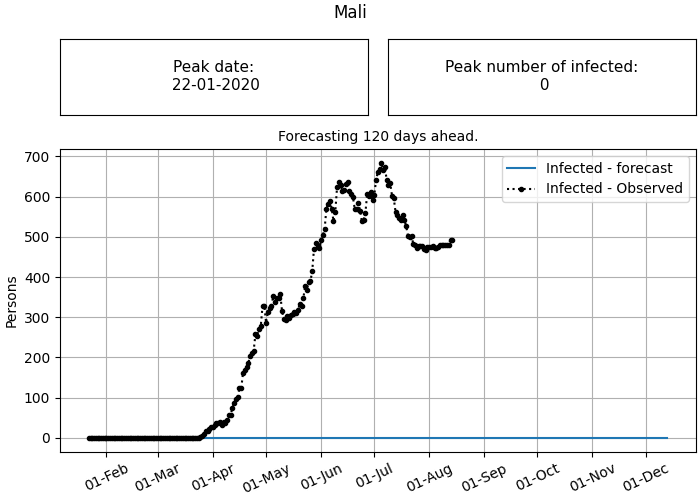 Mali
Peak date:
22-01-2020
Peak number of infected:
0
Forecasting 120 days ahead.
Infected - forecast
Infected - Observed
Persons
700
600
500
400
300
200
100
0
01-Feb
01-Mar
01-Apr
01-May
01-Jun
01-Jul
01-Aug
01-Sep
01-Oct
01-Nov
01-Dec